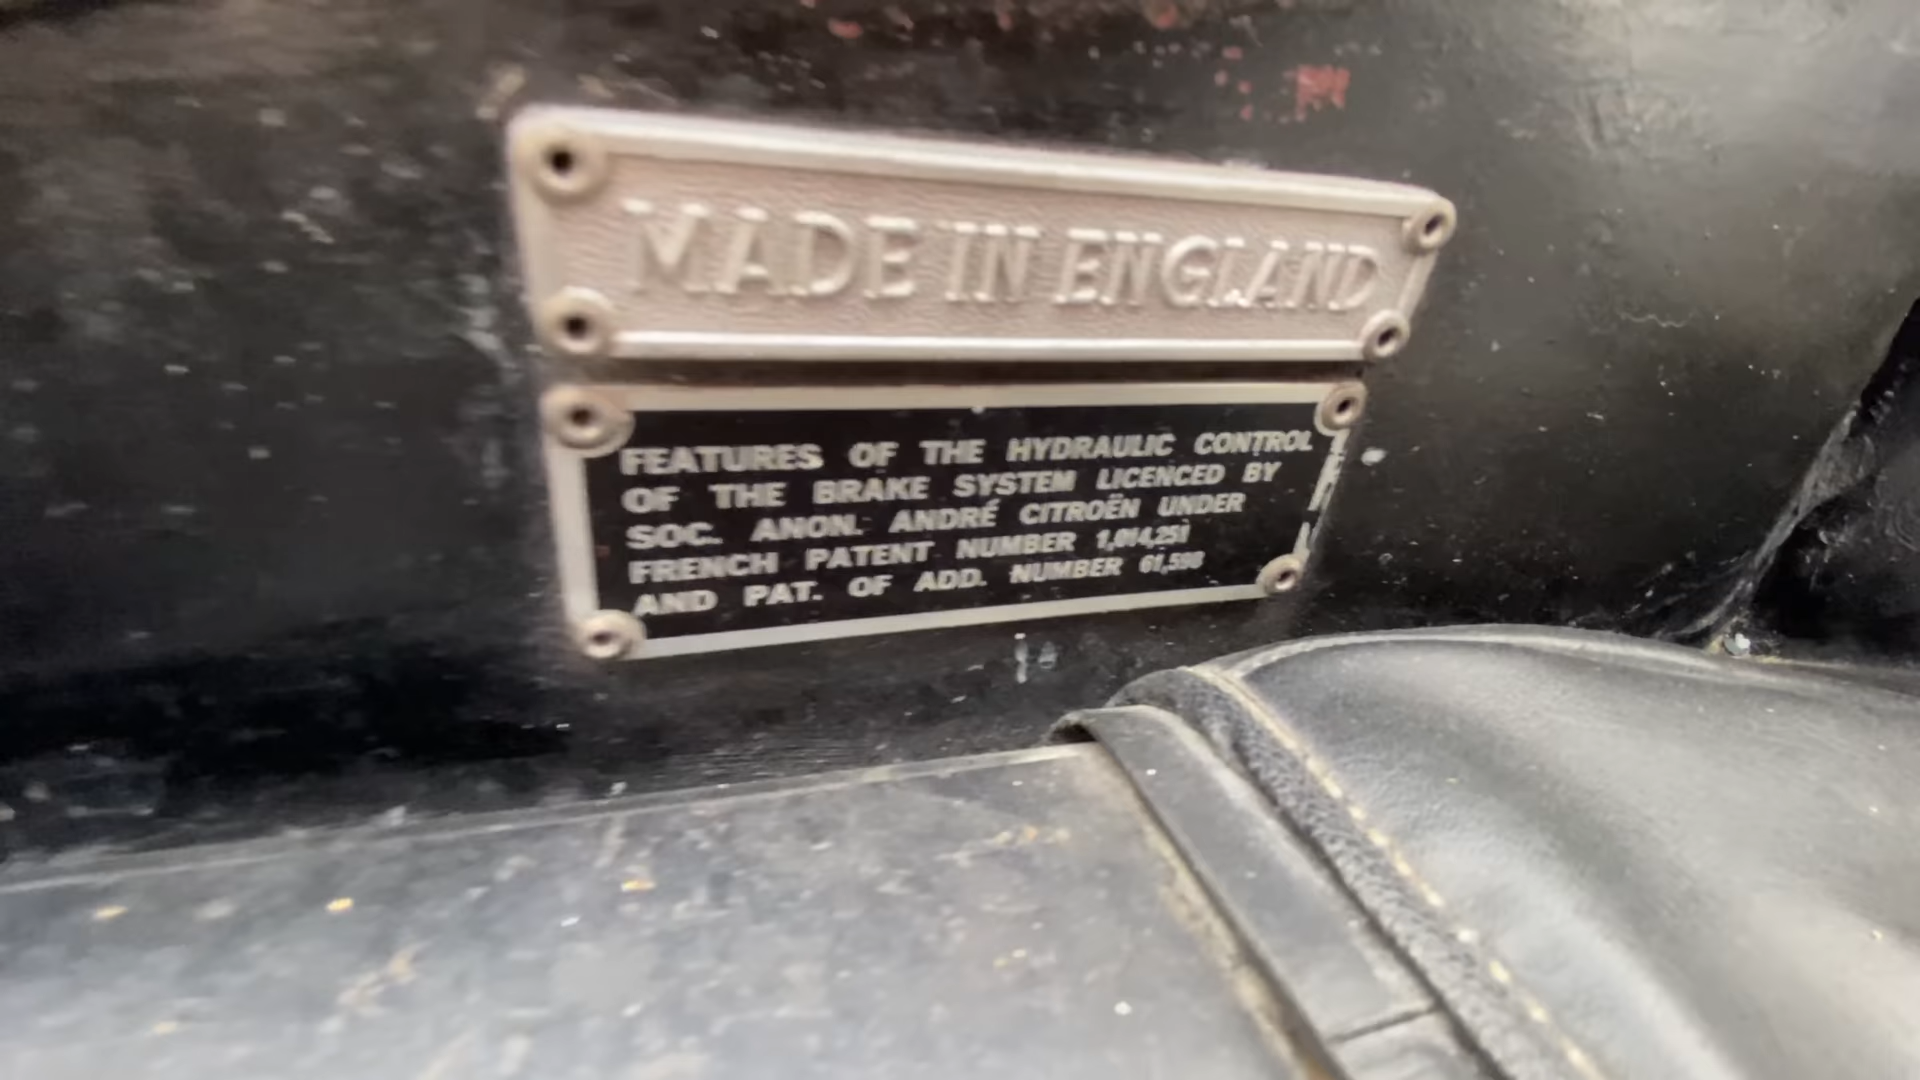 MADE IN ENGLAND
FEATURES OF THE HYDRAULIC CONTROL
OF THE BRAKE SYSTEM LICENCED BY
SOC. ANON. ANDRÉ CITROËN UNDER
FRENCH PATENT NUMBER 1,014,251
AND PAT. OF ADD. NUMBER 61,598